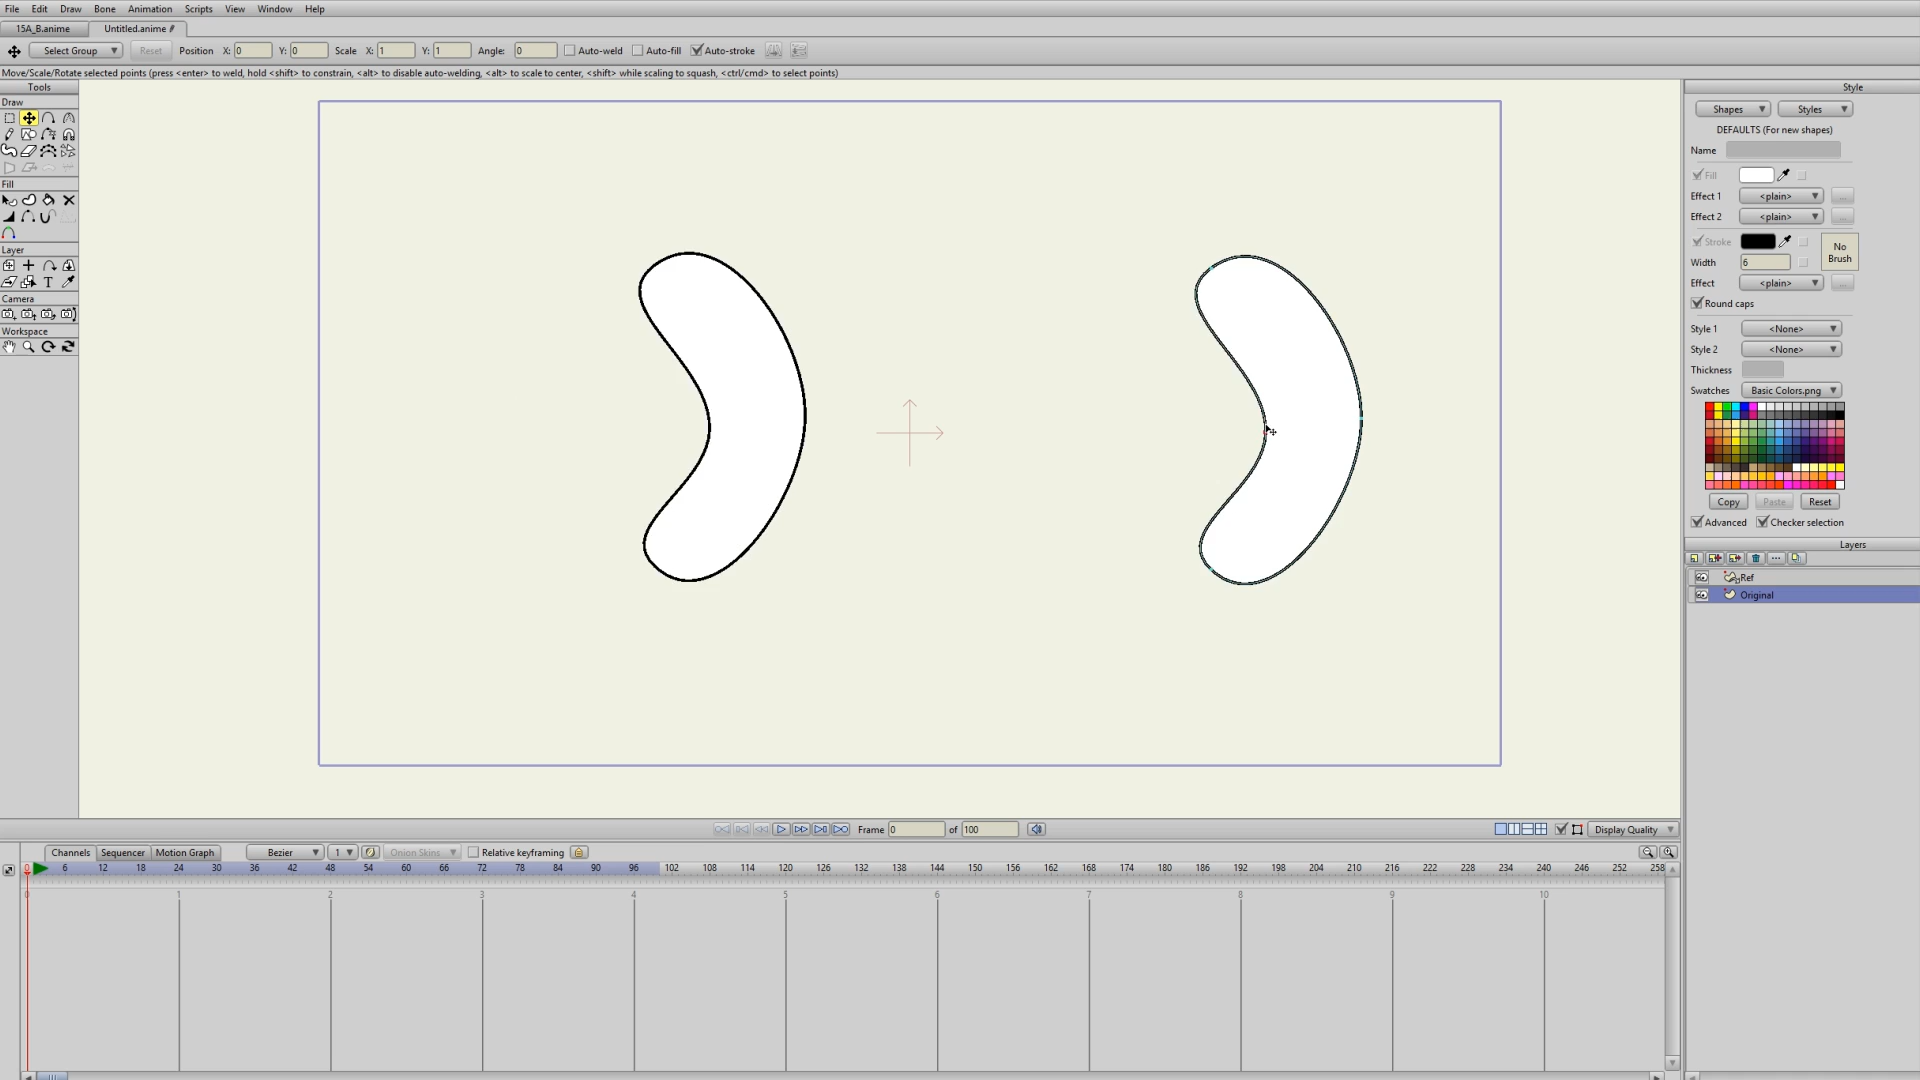 File Edit Draw Bone Animation Scripts View Window Help
15A_B.anime Untitled.anime
Select Group Reset Position X: 0 Y: 0 Scale X: 1 Y: 1 Angle: 0 Auto-weld Auto-fill Auto-stroke
Move/Scale/Rotate selected points (press <enter> to weld, hold <shift> to constrain, <alt> to disable auto-welding, <alt> to scale to center, <shift> while scaling to squash, <ctrl/cmd> to select points)
Tools
Draw
Fill
Layer
Camera
Workspace
Style
Shapes Styles
DEFAULTS (For new shapes)
Name
Fill
Effect 1 <plain> ...
Effect 2 <plain> ...
Stroke
No Brush
Width 6
Effect <plain> ...
Round caps
Style 1 <None>
Style 2 <None>
Thickness
Swatches Basic Colors.png
Copy Paste Reset
Advanced Checker selection
Layers
Ref
Original
Frame 0 of 100 Display Quality
Channels Sequencer Motion Graph Bezier 1 Onion Skins Relative keyframing
0 6 12 18 24 30 36 42 48 54 60 66 72 78 84 90 96 102 108 114 120 126 132 138 144 150 156 162 168 174 180 186 192 198 204 210 216 222 228 234 240 246 252 258
0 1 2 3 4 5 6 7 8 9 10